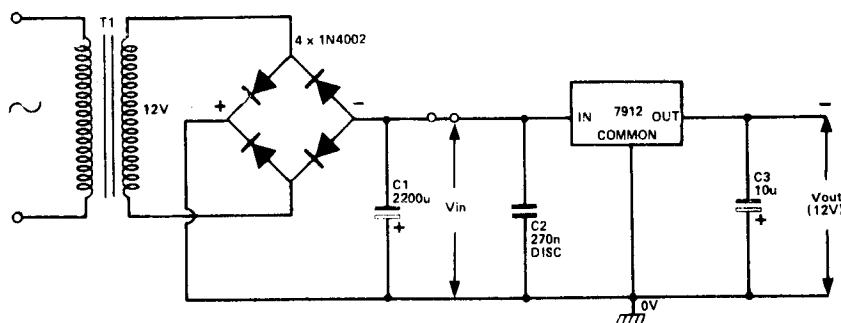 T1
4 x 1N4002
12V
+
−
IN 7912 OUT
COMMON
−
C1
2200u
+
Vin
C2
270n
DISC
C3
10u
+
Vout
(12V)
0V